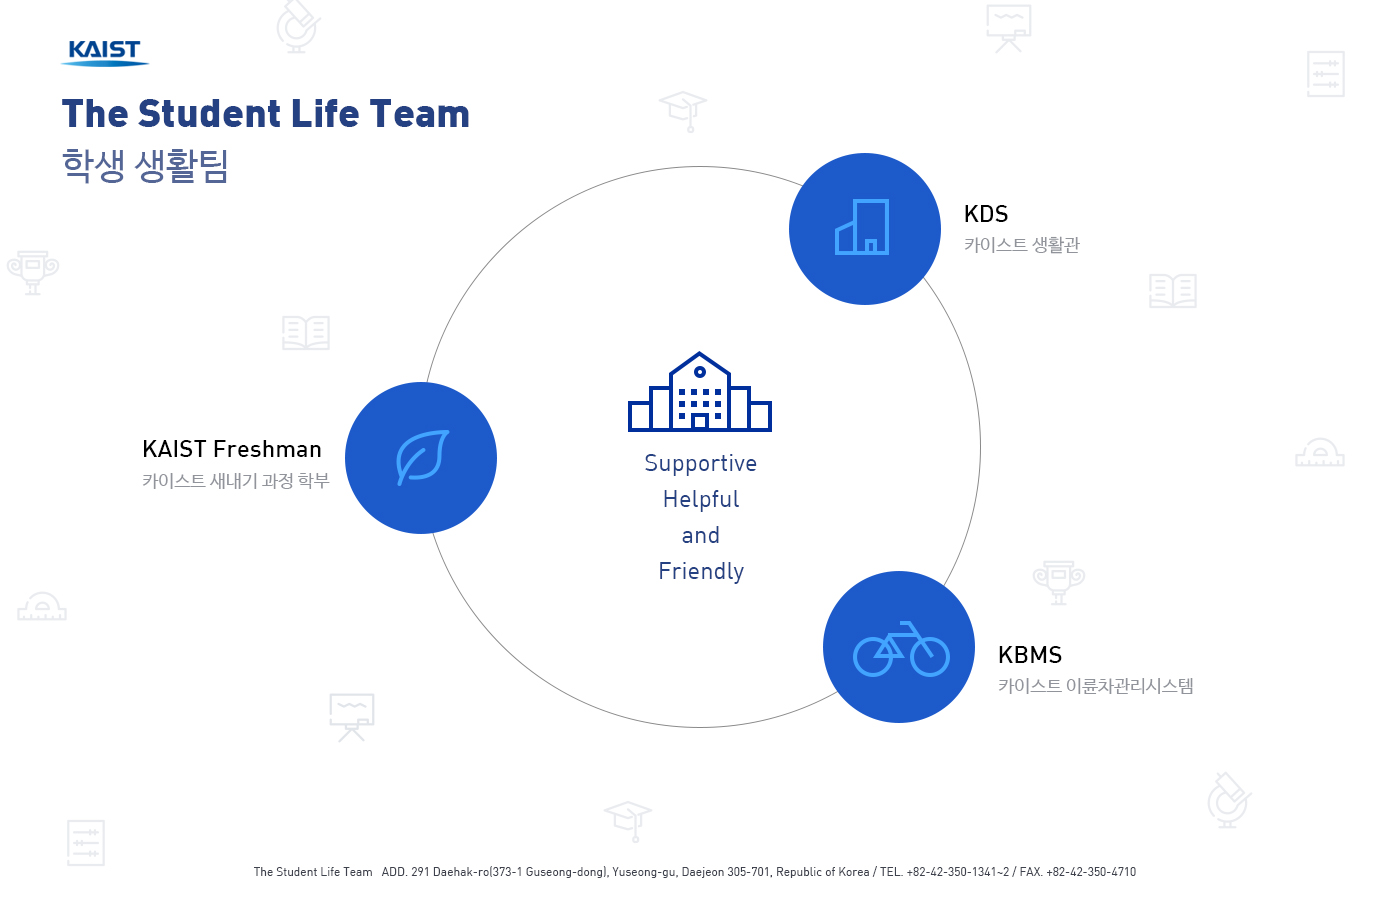 KAIST
The Student Life Team
학생 생활팀
KDS
카이스트 생활관
KAIST Freshman
카이스트 새내기 과정 학부
Supportive
Helpful
and
Friendly
KBMS
카이스트 이륜차관리시스템
The Student Life Team ADD. 291 Daehak-ro(373-1 Guseong-dong), Yuseong-gu, Daejeon 305-701, Republic of Korea / TEL. +82-42-350-1341~2 / FAX. +82-42-350-4710